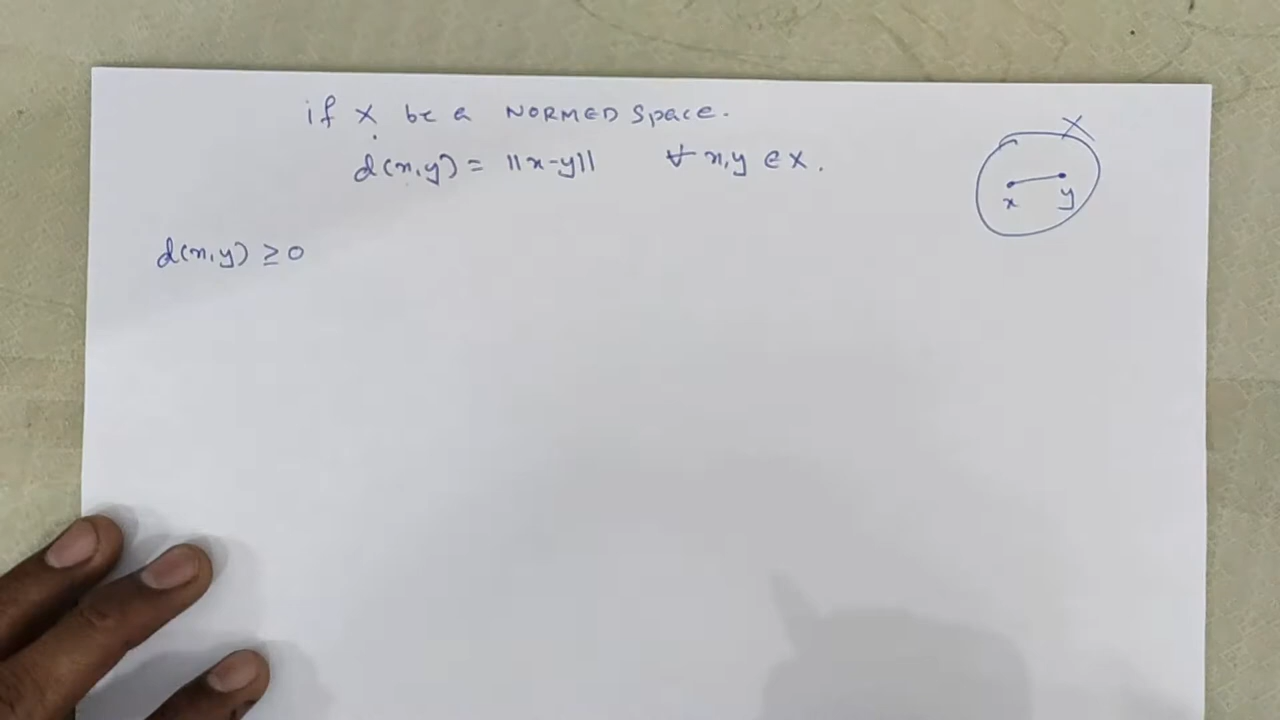 if X be a NORMED space.
d(x,y) = ||x-y|| ∀ x,y ∈ X.
X
x y
d(x,y) ≥ 0